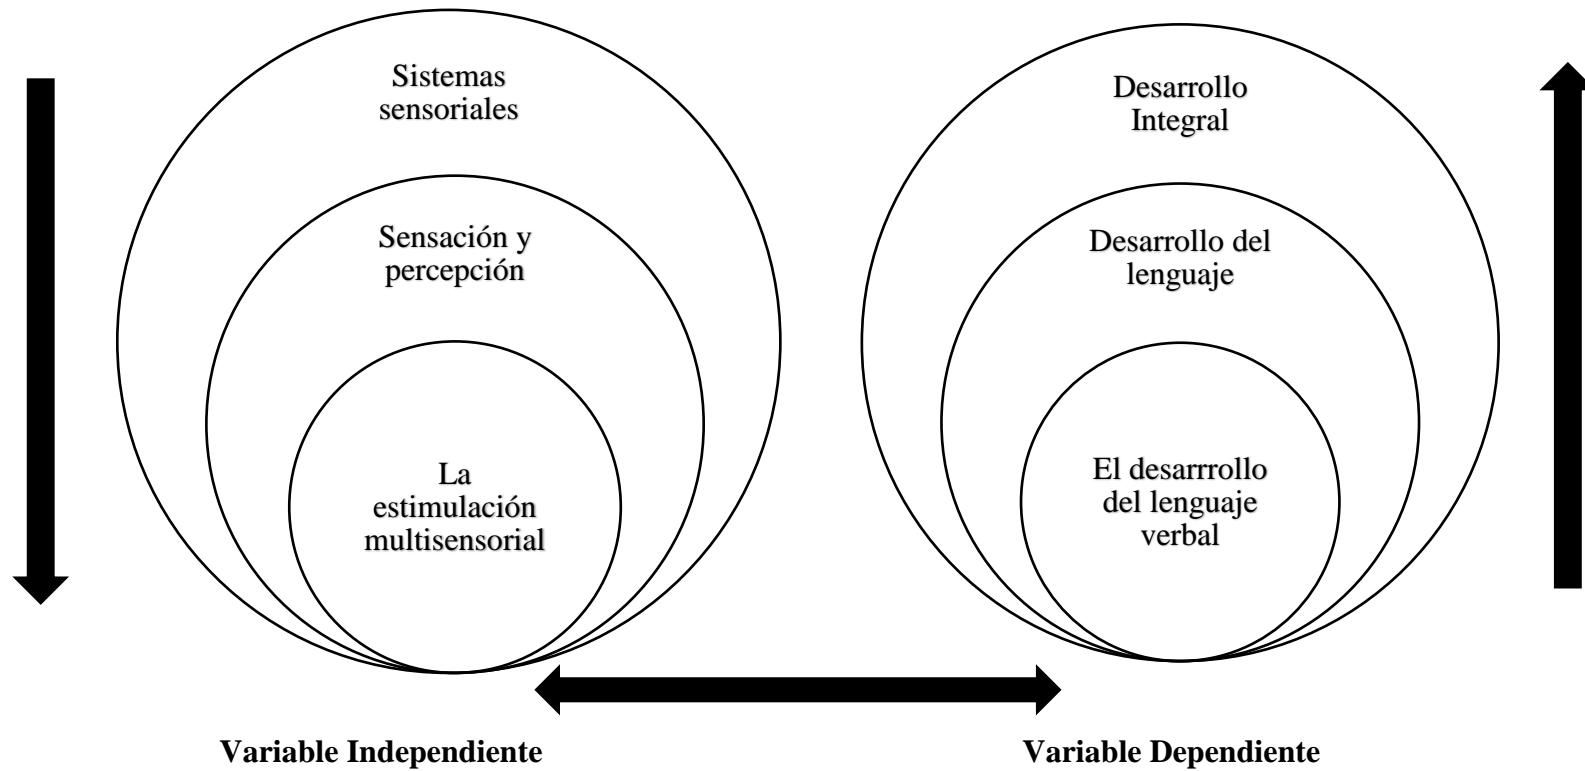 Sistemas
sensoriales
Sensación y
percepción
La
estimulación
multisensorial
Desarrollo
Integral
Desarrollo del
lenguaje
El desarrrollo
del lenguaje
verbal
Variable Independiente
Variable Dependiente